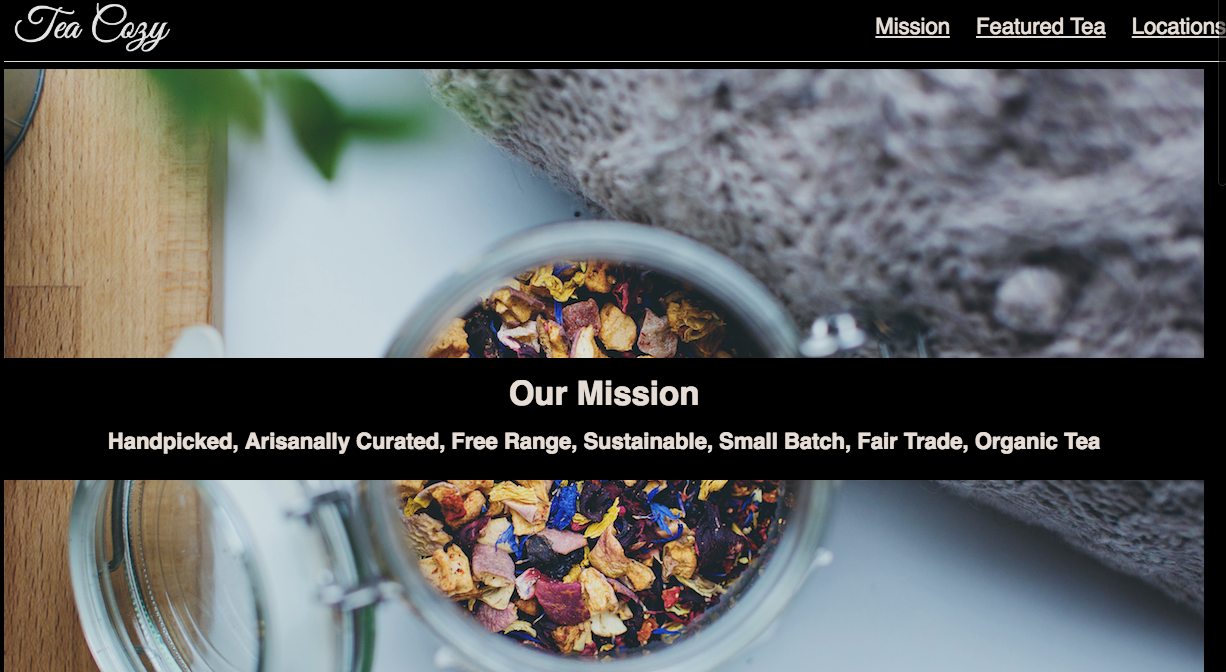 Tea Cozy
Mission Featured Tea Locations
Our Mission
Handpicked, Arisanally Curated, Free Range, Sustainable, Small Batch, Fair Trade, Organic Tea